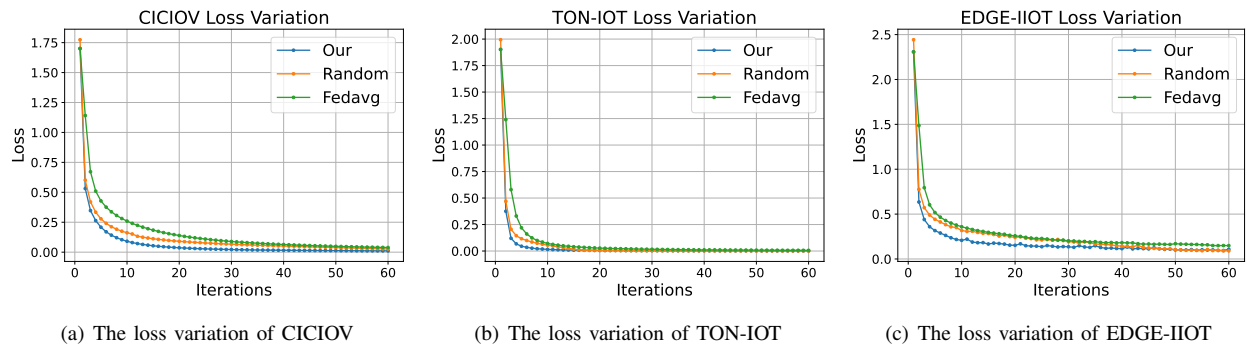 CICIOV Loss Variation
1.75
1.50
1.25
1.00
0.75
0.50
0.25
0.00
Loss
0 10 20 30 40 50 60
Iterations
Our
Random
Fedavg
(a) The loss variation of CICIOV
TON-IOT Loss Variation
2.00
1.75
1.50
1.25
1.00
0.75
0.50
0.25
0.00
Loss
0 10 20 30 40 50 60
Iterations
Our
Random
Fedavg
(b) The loss variation of TON-IOT
EDGE-IIOT Loss Variation
2.5
2.0
1.5
1.0
0.5
0.0
Loss
0 10 20 30 40 50 60
Iterations
Our
Random
Fedavg
(c) The loss variation of EDGE-IIOT